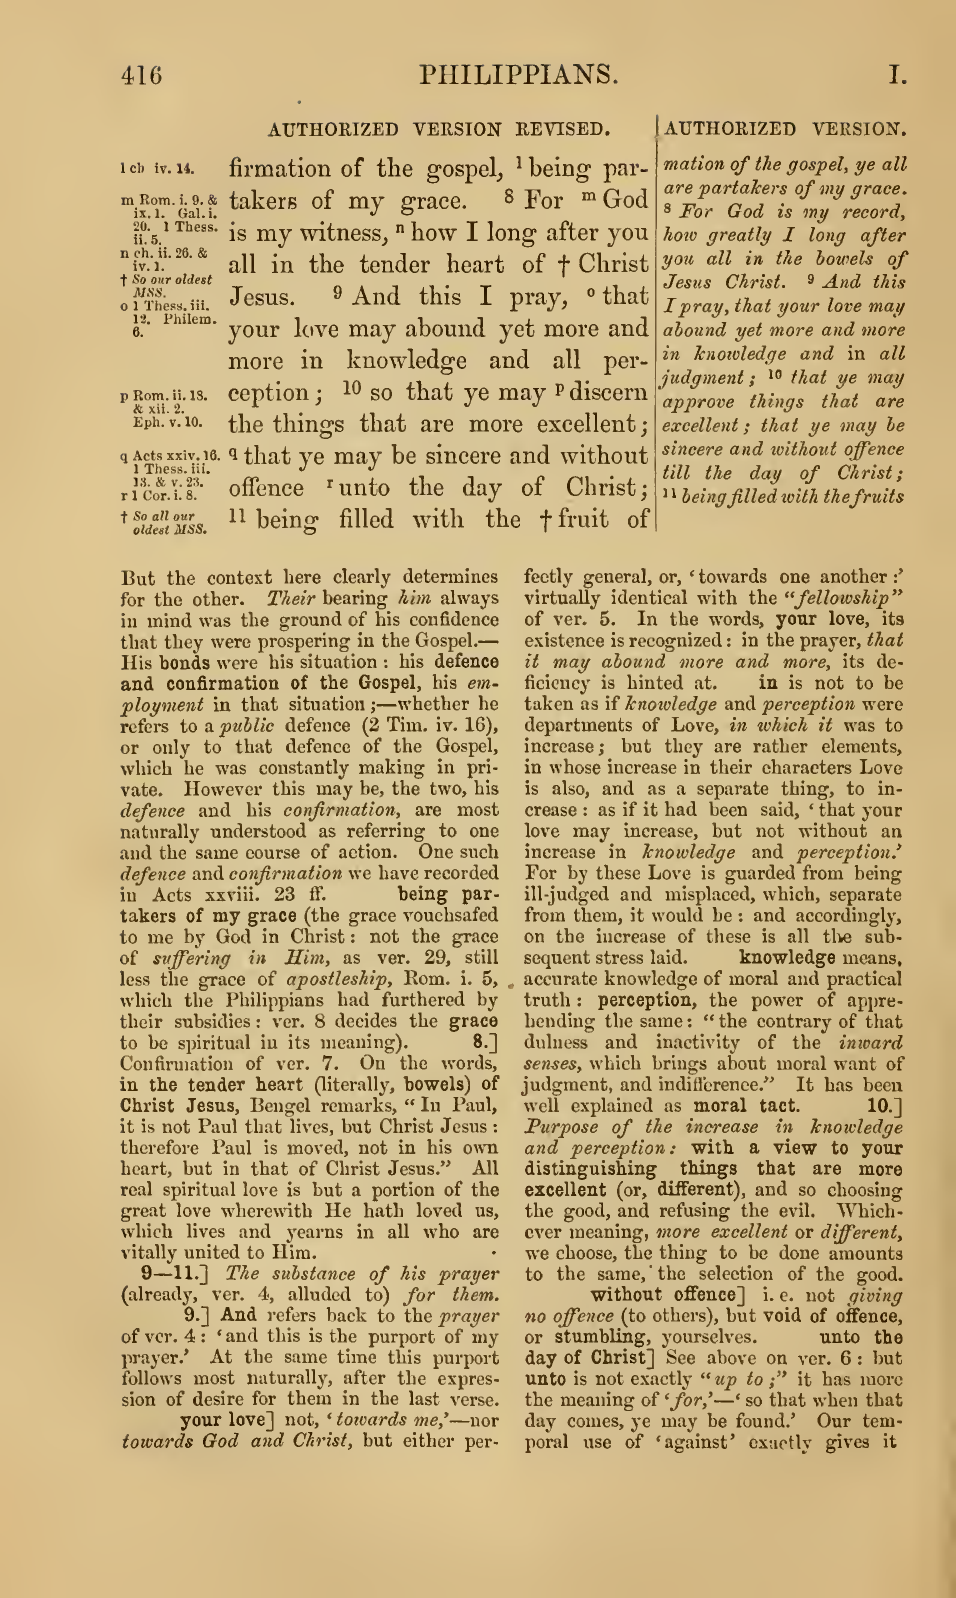 416 PHILIPPIANS. I.
AUTHORIZED VERSION REVISED.
l ch iv. 14.
m Rom. i. 9. &
ix. 1. Gal. i.
20. 1 Thess.
ii. 5.
n ch. ii. 26. &
iv. 1.
† So our oldest
MSS.
o 1 Thess. iii.
12. Philem.
6.
p Rom. ii. 18.
& xii. 2.
Eph. v. 10.
q Acts xxiv. 16.
1 Thess. iii.
13. & v. 23.
r 1 Cor. i. 8.
† So all our
oldest MSS.
firmation of the gospel, l being par-
takers of my grace. 8 For m God
is my witness, n how I long after you
all in the tender heart of † Christ
Jesus. 9 And this I pray, o that
your love may abound yet more and
more in knowledge and all per-
ception; 10 so that ye may p discern
the things that are more excellent;
q that ye may be sincere and without
offence r unto the day of Christ;
11 being filled with the † fruit of
AUTHORIZED VERSION.
mation of the gospel, ye all
are partakers of my grace.
8 For God is my record,
how greatly I long after
you all in the bowels of
Jesus Christ. 9 And this
I pray, that your love may
abound yet more and more
in knowledge and in all
judgment; 10 that ye may
approve things that are
excellent; that ye may be
sincere and without offence
till the day of Christ;
11 being filled with the fruits
But the context here clearly determines
for the other. Their bearing him always
in mind was the ground of his confidence
that they were prospering in the Gospel.—
His bonds were his situation: his defence
and confirmation of the Gospel, his em-
ployment in that situation;—whether he
refers to a public defence (2 Tim. iv. 16),
or only to that defence of the Gospel,
which he was constantly making in pri-
vate. However this may be, the two, his
defence and his confirmation, are most
naturally understood as referring to one
and the same course of action. One such
defence and confirmation we have recorded
in Acts xxviii. 23 ff. being par-
takers of my grace (the grace vouchsafed
to me by God in Christ: not the grace
of suffering in Him, as ver. 29, still
less the grace of apostleship, Rom. i. 5,
which the Philippians had furthered by
their subsidies: ver. 8 decides the grace
to be spiritual in its meaning). 8.]
Confirmation of ver. 7. On the words,
in the tender heart (literally, bowels) of
Christ Jesus, Bengel remarks, "In Paul,
it is not Paul that lives, but Christ Jesus:
therefore Paul is moved, not in his own
heart, but in that of Christ Jesus." All
real spiritual love is but a portion of the
great love wherewith He hath loved us,
which lives and yearns in all who are
vitally united to Him.
9—11.] The substance of his prayer
(already, ver. 4, alluded to) for them.
9.] And refers back to the prayer
of ver. 4: 'and this is the purport of my
prayer.' At the same time this purport
follows most naturally, after the expres-
sion of desire for them in the last verse.
your love] not, 'towards me,'—nor
towards God and Christ, but either per-
fectly general, or, 'towards one another:'
virtually identical with the "fellowship"
of ver. 5. In the words, your love, its
existence is recognized: in the prayer, that
it may abound more and more, its de-
ficiency is hinted at. in is not to be
taken as if knowledge and perception were
departments of Love, in which it was to
increase; but they are rather elements,
in whose increase in their characters Love
is also, and as a separate thing, to in-
crease: as if it had been said, 'that your
love may increase, but not without an
increase in knowledge and perception.'
For by these Love is guarded from being
ill-judged and misplaced, which, separate
from them, it would be: and accordingly,
on the increase of these is all the sub-
sequent stress laid. knowledge means,
accurate knowledge of moral and practical
truth: perception, the power of appre-
hending the same: "the contrary of that
dulness and inactivity of the inward
senses, which brings about moral want of
judgment, and indifference." It has been
well explained as moral tact. 10.]
Purpose of the increase in knowledge
and perception: with a view to your
distinguishing things that are more
excellent (or, different), and so choosing
the good, and refusing the evil. Which-
ever meaning, more excellent or different,
we choose, the thing to be done amounts
to the same, the selection of the good.
without offence] i. e. not giving
no offence (to others), but void of offence,
or stumbling, yourselves. unto the
day of Christ] See above on ver. 6: but
unto is not exactly "up to;" it has more
the meaning of 'for,'—'so that when that
day comes, ye may be found.' Our tem-
poral use of 'against' exactly gives it